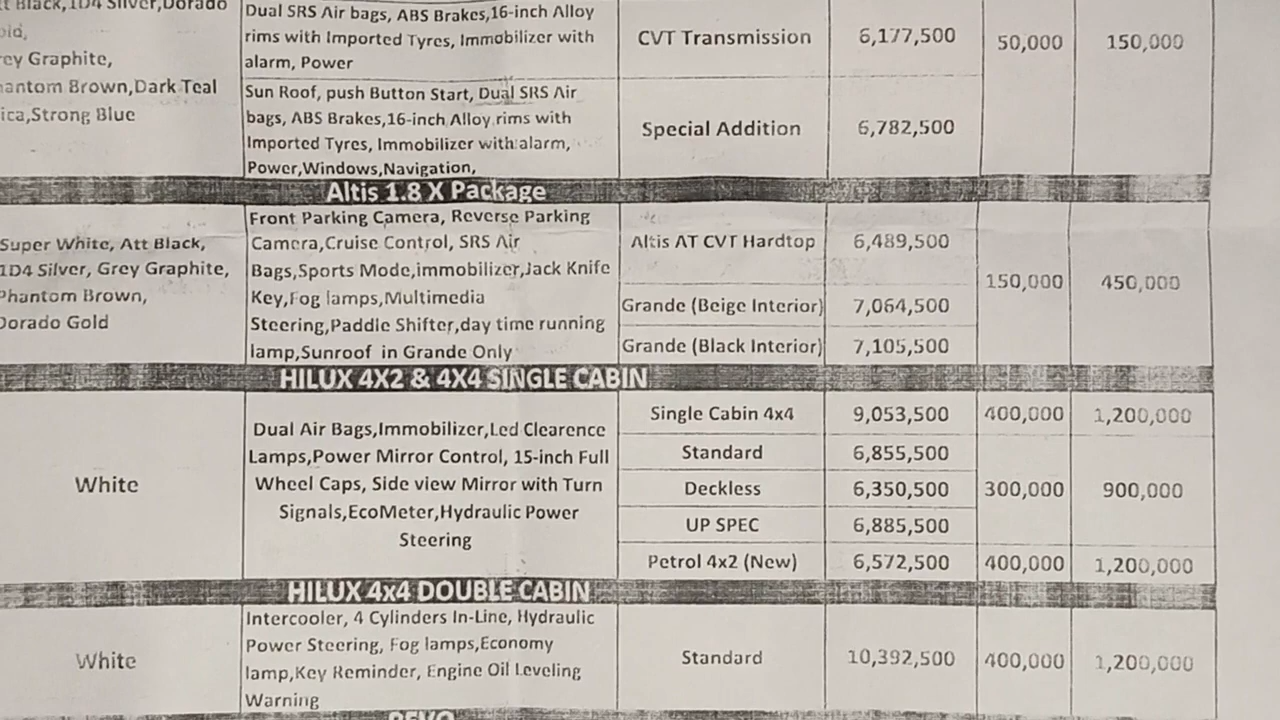 Black,1D4 Silver,Dorado
Graphite,
Brown,Dark Teal
Strong Blue
Dual SRS Air bags, ABS Brakes,16-inch Alloy
rims with Imported Tyres, Immobilizer with
alarm, Power
CVT Transmission
6,177,500
50,000
150,000
Sun Roof, push Button Start, Dual SRS Air
bags, ABS Brakes,16-inch Alloy rims with
Imported Tyres, Immobilizer with alarm,
Power,Windows,Navigation,
Special Addition
6,782,500
Altis 1.8 X Package
Super White, Att Black,
1D4 Silver, Grey Graphite,
Phantom Brown,
Dorado Gold
Front Parking Camera, Reverse Parking
Camera,Cruise Control, SRS Air
Bags,Sports Mode,immobilizer,Jack Knife
Key,Fog lamps,Multimedia
Steering,Paddle Shifter,day time running
lamp,Sunroof in Grande Only
Altis AT CVT Hardtop
6,489,500
Grande (Beige Interior)
7,064,500
Grande (Black Interior)
7,105,500
150,000
450,000
HILUX 4X2 & 4X4 SINGLE CABIN
White
Dual Air Bags,Immobilizer,Led Clearence
Lamps,Power Mirror Control, 15-inch Full
Wheel Caps, Side view Mirror with Turn
Signals,EcoMeter,Hydraulic Power
Steering
Single Cabin 4x4
9,053,500
400,000
1,200,000
Standard
6,855,500
Deckless
6,350,500
300,000
900,000
UP SPEC
6,885,500
Petrol 4x2 (New)
6,572,500
400,000
1,200,000
HILUX 4x4 DOUBLE CABIN
White
Intercooler, 4 Cylinders In-Line, Hydraulic
Power Steering, Fog lamps,Economy
lamp,Key Reminder, Engine Oil Leveling
Warning
Standard
10,392,500
400,000
1,200,000
REVO